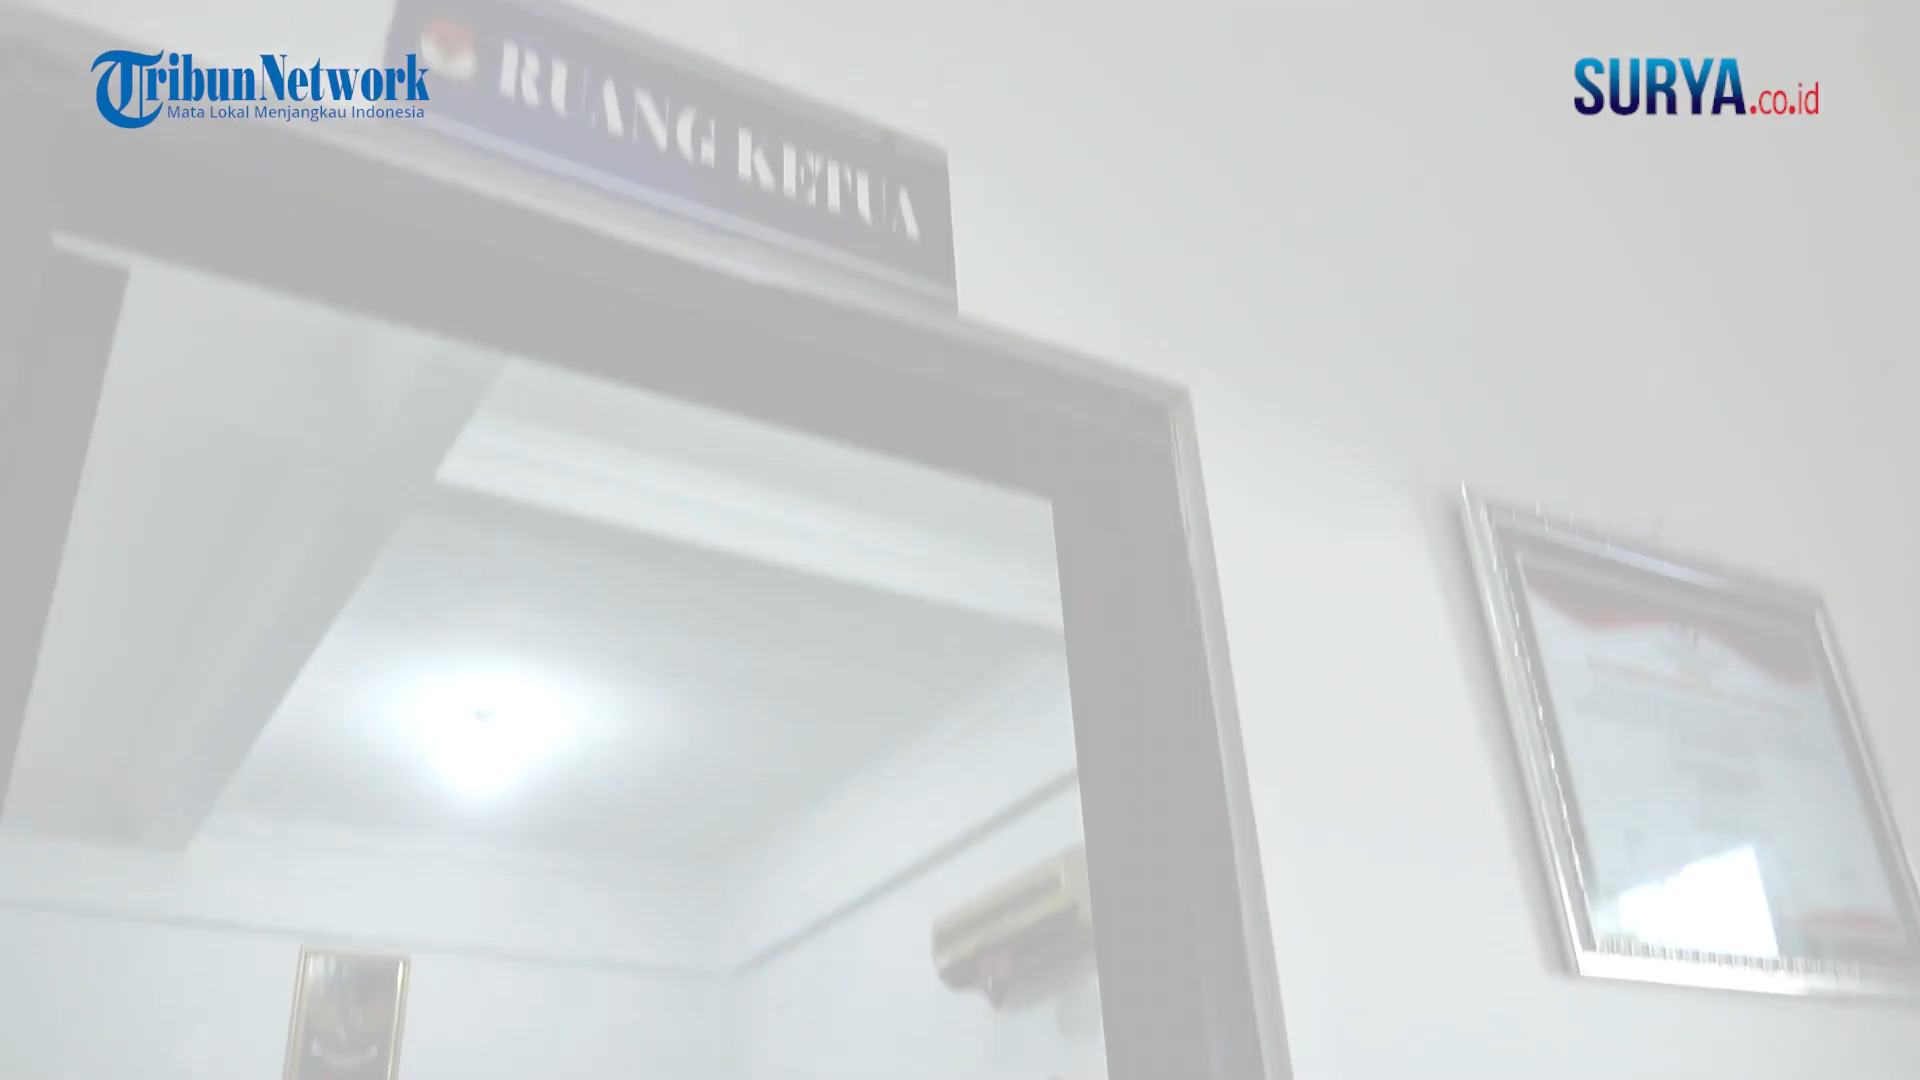 TribunNetwork
Mata Lokal Menjangkau Indonesia
SURYA.co.id
RUANG KETUA